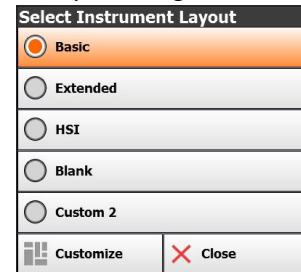 Select Instrument Layout
Basic
Extended
HSI
Blank
Custom 2
Customize Close